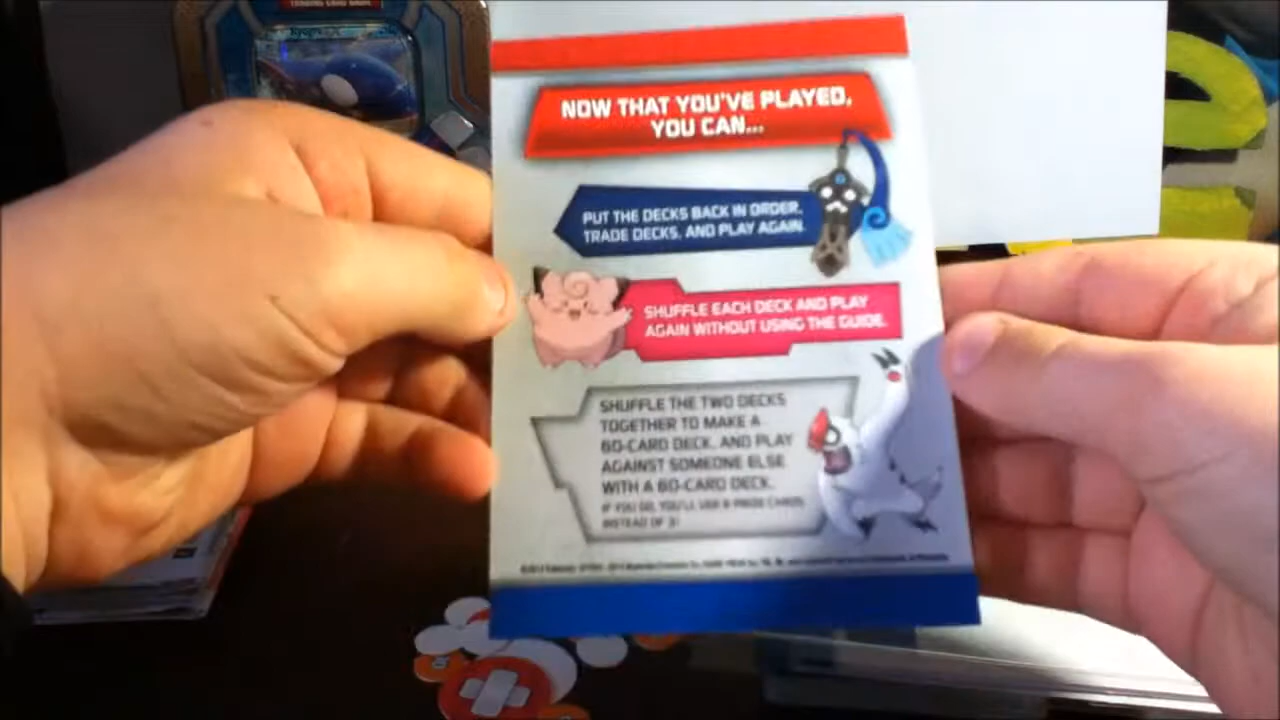 TRADING CARD GAME
NOW THAT YOU'VE PLAYED,
YOU CAN...
PUT THE DECKS BACK IN ORDER,
TRADE DECKS, AND PLAY AGAIN.
SHUFFLE EACH DECK AND PLAY
AGAIN WITHOUT USING THE GUIDE.
SHUFFLE THE TWO DECKS
TOGETHER TO MAKE A
60-CARD DECK, AND PLAY
AGAINST SOMEONE ELSE
WITH A 60-CARD DECK.
IF YOU DO, YOU'LL USE 6 PRIZE CARDS
INSTEAD OF 3!